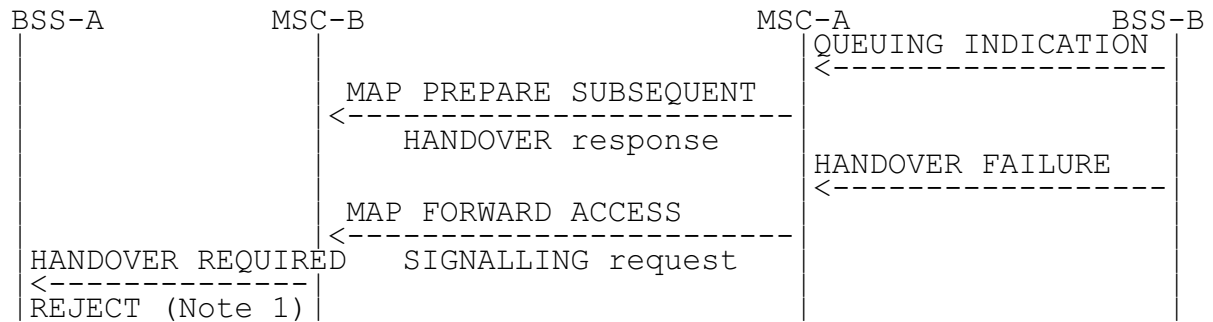 BSS-A MSC-B MSC-A BSS-B
QUEUING INDICATION
MAP PREPARE SUBSEQUENT
HANDOVER response
HANDOVER FAILURE
MAP FORWARD ACCESS
HANDOVER REQUIRED SIGNALLING request
REJECT (Note 1)